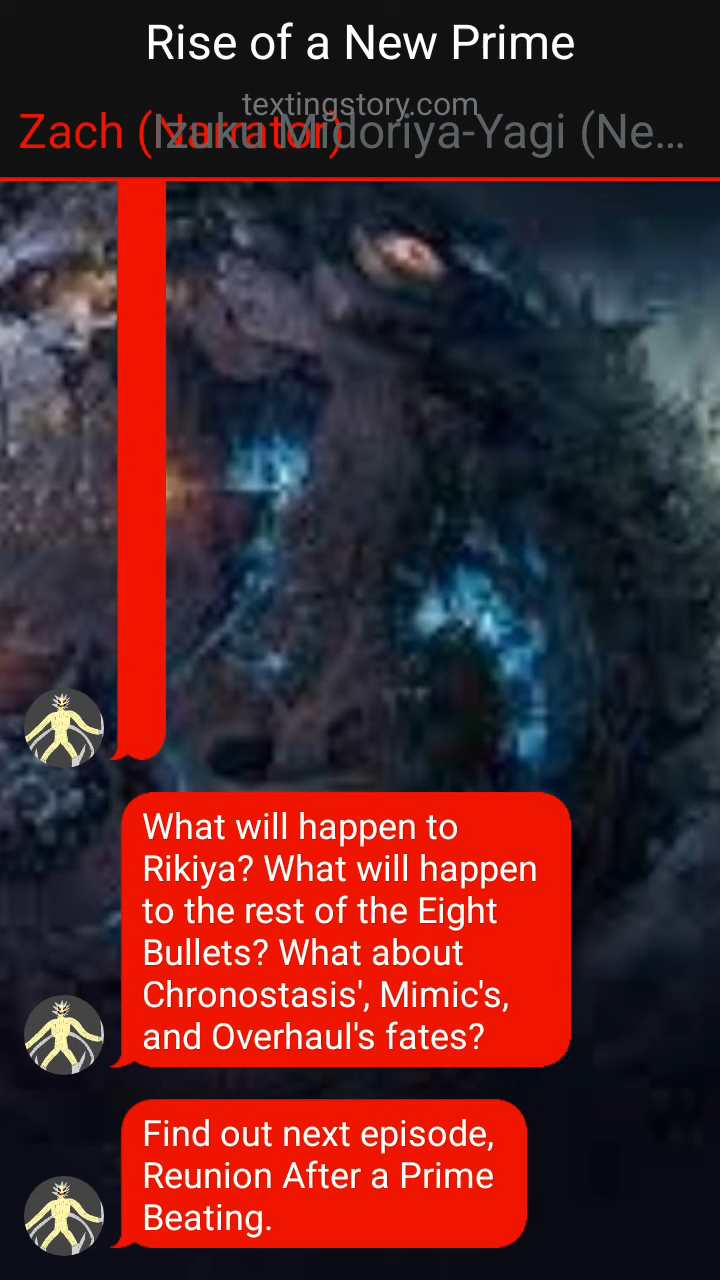 Rise of a New Prime
textingstory.com
Zach (Narrator)
Izuku Midoriya-Yagi (Ne...
What will happen to
Rikiya? What will happen
to the rest of the Eight
Bullets? What about
Chronostasis', Mimic's,
and Overhaul's fates?
Find out next episode,
Reunion After a Prime
Beating.